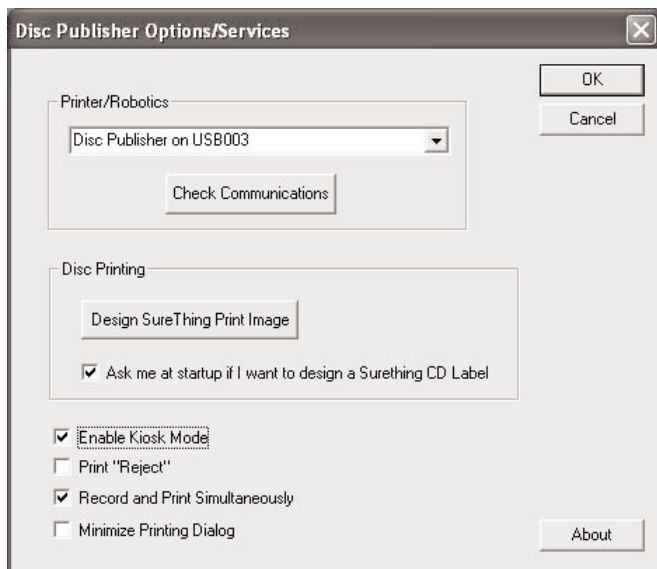 Disc Publisher Options/Services
OK
Printer/Robotics
Cancel
Disc Publisher on USB003
Check Communications
Disc Printing
Design SureThing Print Image
Ask me at startup if I want to design a Surething CD Label
Enable Kiosk Mode
Print "Reject"
Record and Print Simultaneously
Minimize Printing Dialog
About